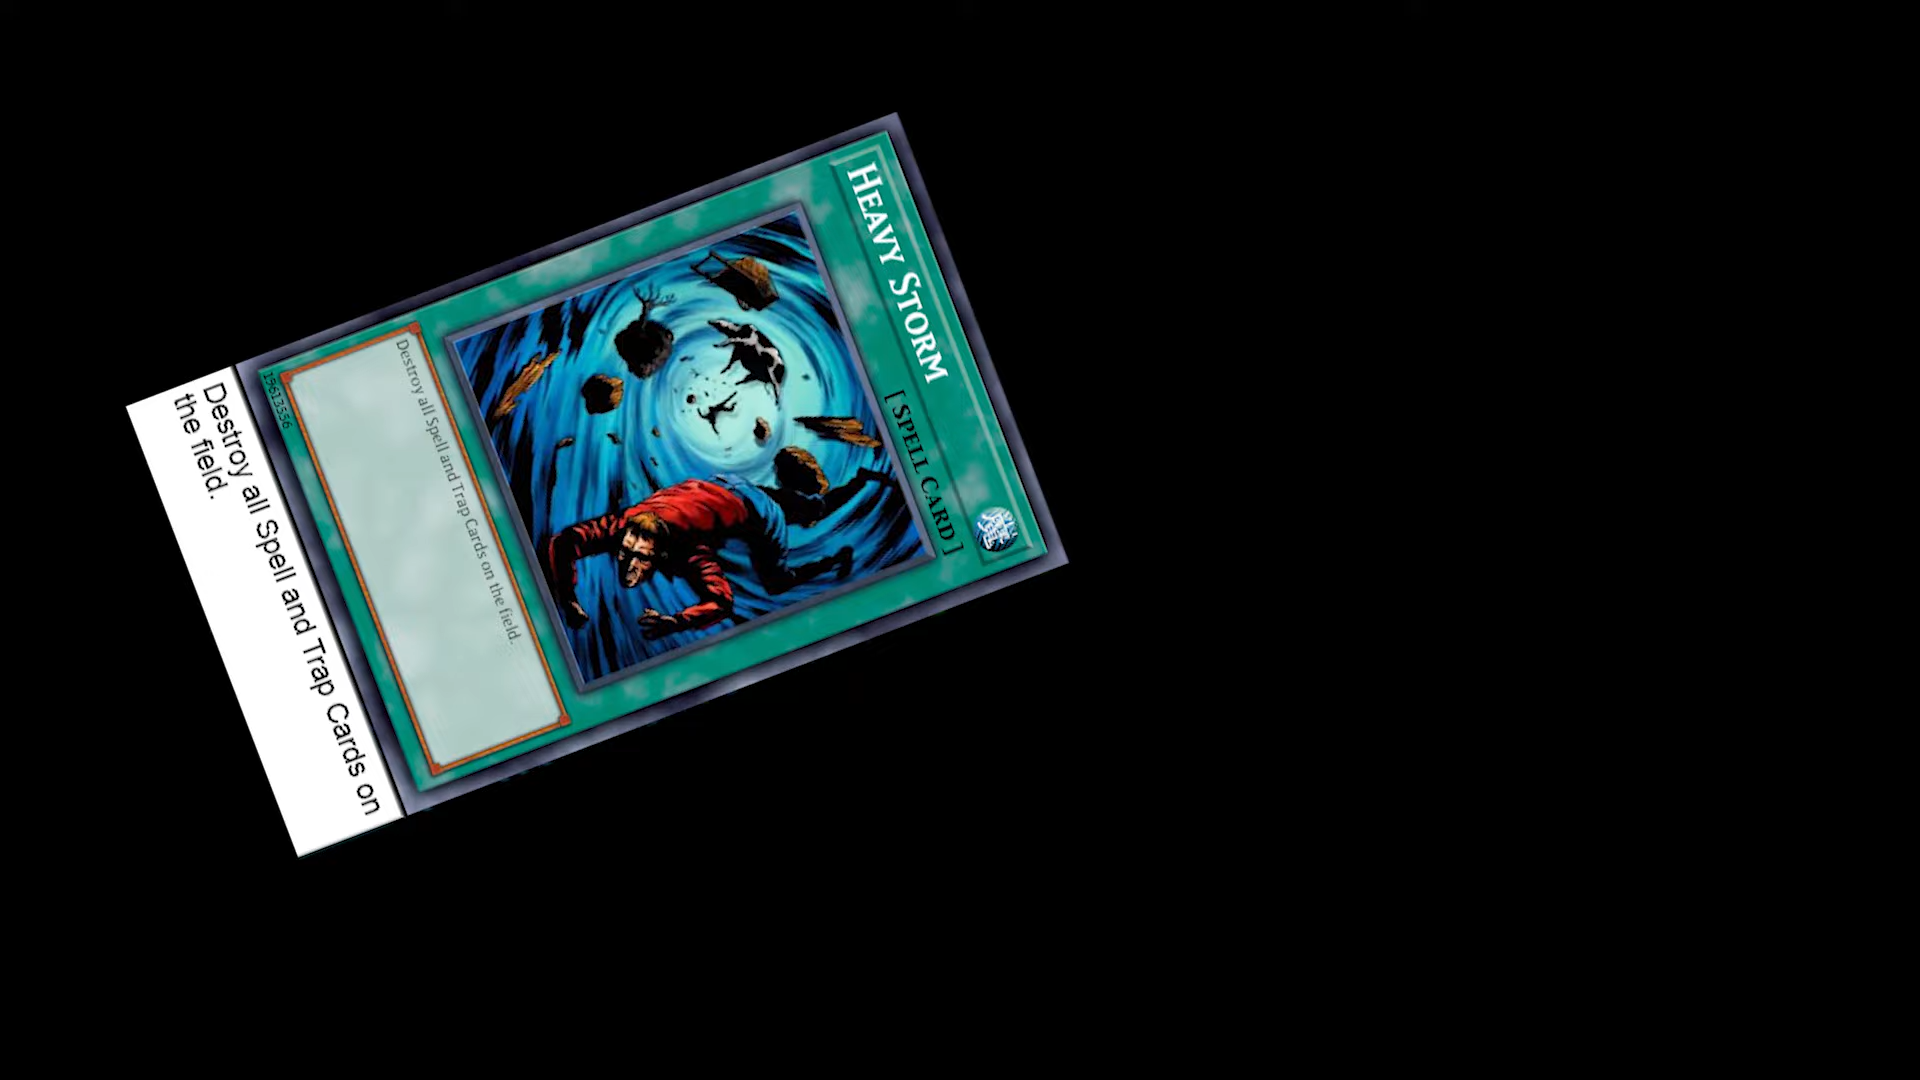 HEAVY STORM
[ SPELL CARD ]
Destroy all Spell and Trap Cards on the field.
19613556
Destroy all Spell and Trap Cards on
the field.